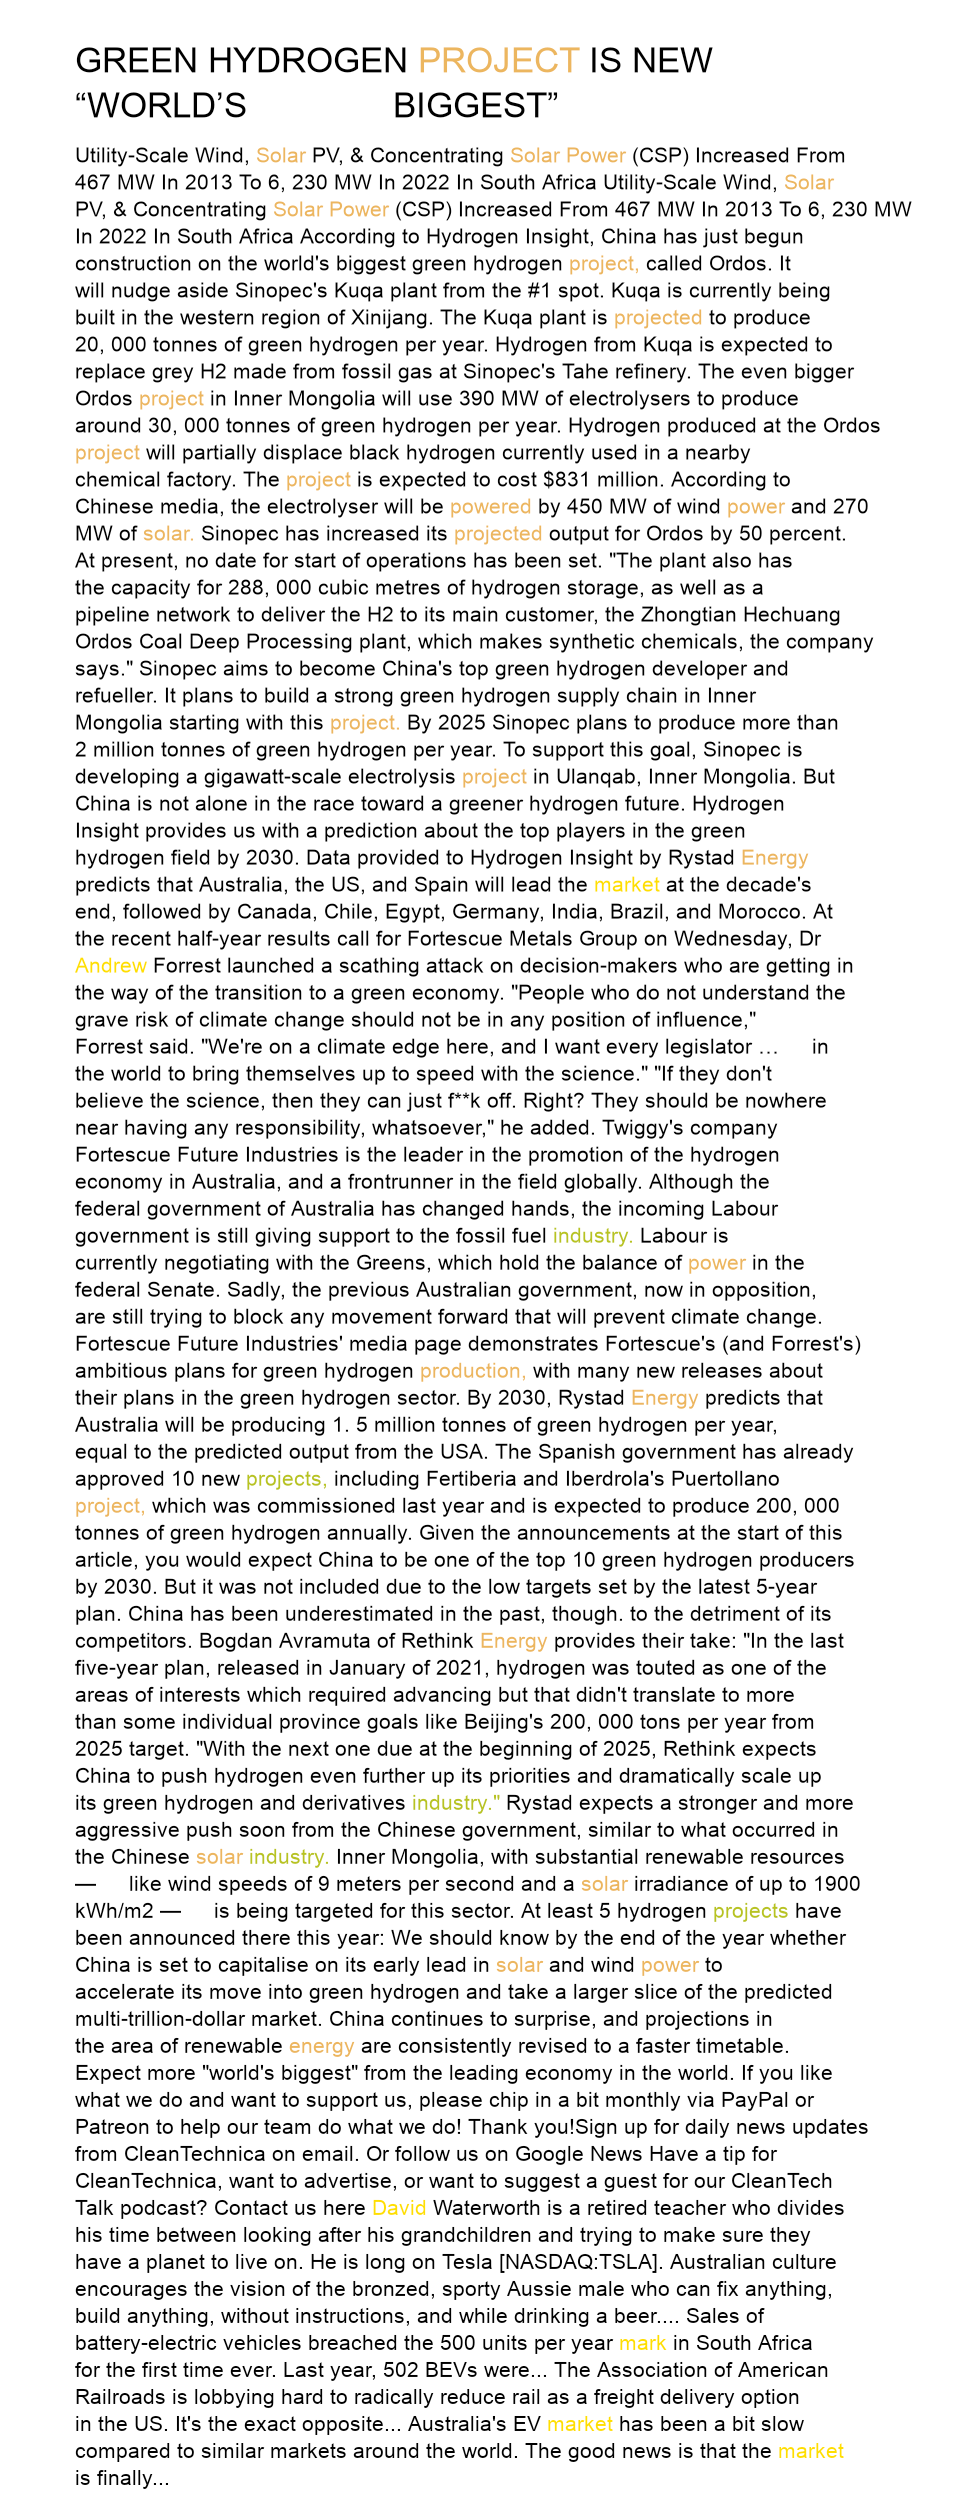 GREEN HYDROGEN PROJECT IS NEW
“WORLD’S BIGGEST”
Utility-Scale Wind, Solar PV, & Concentrating Solar Power (CSP) Increased From
467 MW In 2013 To 6, 230 MW In 2022 In South Africa Utility-Scale Wind, Solar
PV, & Concentrating Solar Power (CSP) Increased From 467 MW In 2013 To 6, 230 MW
In 2022 In South Africa According to Hydrogen Insight, China has just begun
construction on the world's biggest green hydrogen project, called Ordos. It
will nudge aside Sinopec's Kuqa plant from the #1 spot. Kuqa is currently being
built in the western region of Xinijang. The Kuqa plant is projected to produce
20, 000 tonnes of green hydrogen per year. Hydrogen from Kuqa is expected to
replace grey H2 made from fossil gas at Sinopec's Tahe refinery. The even bigger
Ordos project in Inner Mongolia will use 390 MW of electrolysers to produce
around 30, 000 tonnes of green hydrogen per year. Hydrogen produced at the Ordos
project will partially displace black hydrogen currently used in a nearby
chemical factory. The project is expected to cost $831 million. According to
Chinese media, the electrolyser will be powered by 450 MW of wind power and 270
MW of solar. Sinopec has increased its projected output for Ordos by 50 percent.
At present, no date for start of operations has been set. "The plant also has
the capacity for 288, 000 cubic metres of hydrogen storage, as well as a
pipeline network to deliver the H2 to its main customer, the Zhongtian Hechuang
Ordos Coal Deep Processing plant, which makes synthetic chemicals, the company
says." Sinopec aims to become China's top green hydrogen developer and
refueller. It plans to build a strong green hydrogen supply chain in Inner
Mongolia starting with this project. By 2025 Sinopec plans to produce more than
2 million tonnes of green hydrogen per year. To support this goal, Sinopec is
developing a gigawatt-scale electrolysis project in Ulanqab, Inner Mongolia. But
China is not alone in the race toward a greener hydrogen future. Hydrogen
Insight provides us with a prediction about the top players in the green
hydrogen field by 2030. Data provided to Hydrogen Insight by Rystad Energy
predicts that Australia, the US, and Spain will lead the market at the decade's
end, followed by Canada, Chile, Egypt, Germany, India, Brazil, and Morocco. At
the recent half-year results call for Fortescue Metals Group on Wednesday, Dr
Andrew Forrest launched a scathing attack on decision-makers who are getting in
the way of the transition to a green economy. "People who do not understand the
grave risk of climate change should not be in any position of influence,"
Forrest said. "We're on a climate edge here, and I want every legislator … in
the world to bring themselves up to speed with the science." "If they don't
believe the science, then they can just f**k off. Right? They should be nowhere
near having any responsibility, whatsoever," he added. Twiggy's company
Fortescue Future Industries is the leader in the promotion of the hydrogen
economy in Australia, and a frontrunner in the field globally. Although the
federal government of Australia has changed hands, the incoming Labour
government is still giving support to the fossil fuel industry. Labour is
currently negotiating with the Greens, which hold the balance of power in the
federal Senate. Sadly, the previous Australian government, now in opposition,
are still trying to block any movement forward that will prevent climate change.
Fortescue Future Industries' media page demonstrates Fortescue's (and Forrest's)
ambitious plans for green hydrogen production, with many new releases about
their plans in the green hydrogen sector. By 2030, Rystad Energy predicts that
Australia will be producing 1. 5 million tonnes of green hydrogen per year,
equal to the predicted output from the USA. The Spanish government has already
approved 10 new projects, including Fertiberia and Iberdrola's Puertollano
project, which was commissioned last year and is expected to produce 200, 000
tonnes of green hydrogen annually. Given the announcements at the start of this
article, you would expect China to be one of the top 10 green hydrogen producers
by 2030. But it was not included due to the low targets set by the latest 5-year
plan. China has been underestimated in the past, though. to the detriment of its
competitors. Bogdan Avramuta of Rethink Energy provides their take: "In the last
five-year plan, released in January of 2021, hydrogen was touted as one of the
areas of interests which required advancing but that didn't translate to more
than some individual province goals like Beijing's 200, 000 tons per year from
2025 target. "With the next one due at the beginning of 2025, Rethink expects
China to push hydrogen even further up its priorities and dramatically scale up
its green hydrogen and derivatives industry." Rystad expects a stronger and more
aggressive push soon from the Chinese government, similar to what occurred in
the Chinese solar industry. Inner Mongolia, with substantial renewable resources
— like wind speeds of 9 meters per second and a solar irradiance of up to 1900
kWh/m2 — is being targeted for this sector. At least 5 hydrogen projects have
been announced there this year: We should know by the end of the year whether
China is set to capitalise on its early lead in solar and wind power to
accelerate its move into green hydrogen and take a larger slice of the predicted
multi-trillion-dollar market. China continues to surprise, and projections in
the area of renewable energy are consistently revised to a faster timetable.
Expect more "world's biggest" from the leading economy in the world. If you like
what we do and want to support us, please chip in a bit monthly via PayPal or
Patreon to help our team do what we do! Thank you!Sign up for daily news updates
from CleanTechnica on email. Or follow us on Google News Have a tip for
CleanTechnica, want to advertise, or want to suggest a guest for our CleanTech
Talk podcast? Contact us here David Waterworth is a retired teacher who divides
his time between looking after his grandchildren and trying to make sure they
have a planet to live on. He is long on Tesla [NASDAQ:TSLA]. Australian culture
encourages the vision of the bronzed, sporty Aussie male who can fix anything,
build anything, without instructions, and while drinking a beer.... Sales of
battery-electric vehicles breached the 500 units per year mark in South Africa
for the first time ever. Last year, 502 BEVs were... The Association of American
Railroads is lobbying hard to radically reduce rail as a freight delivery option
in the US. It's the exact opposite... Australia's EV market has been a bit slow
compared to similar markets around the world. The good news is that the market
is finally...